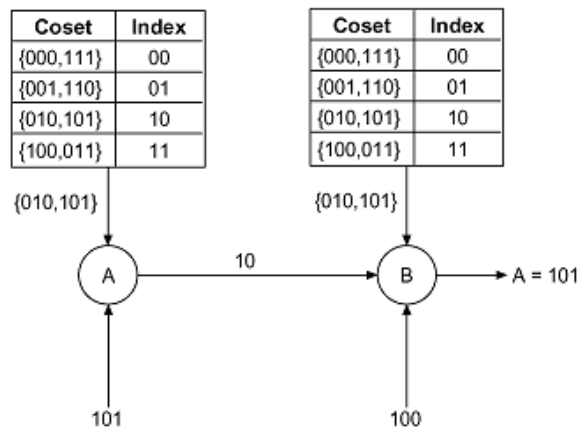 Coset Index
{000,111} 00
{001,110} 01
{010,101} 10
{100,011} 11
Coset Index
{000,111} 00
{001,110} 01
{010,101} 10
{100,011} 11
{010,101}
{010,101}
A
10
B
A = 101
101
100